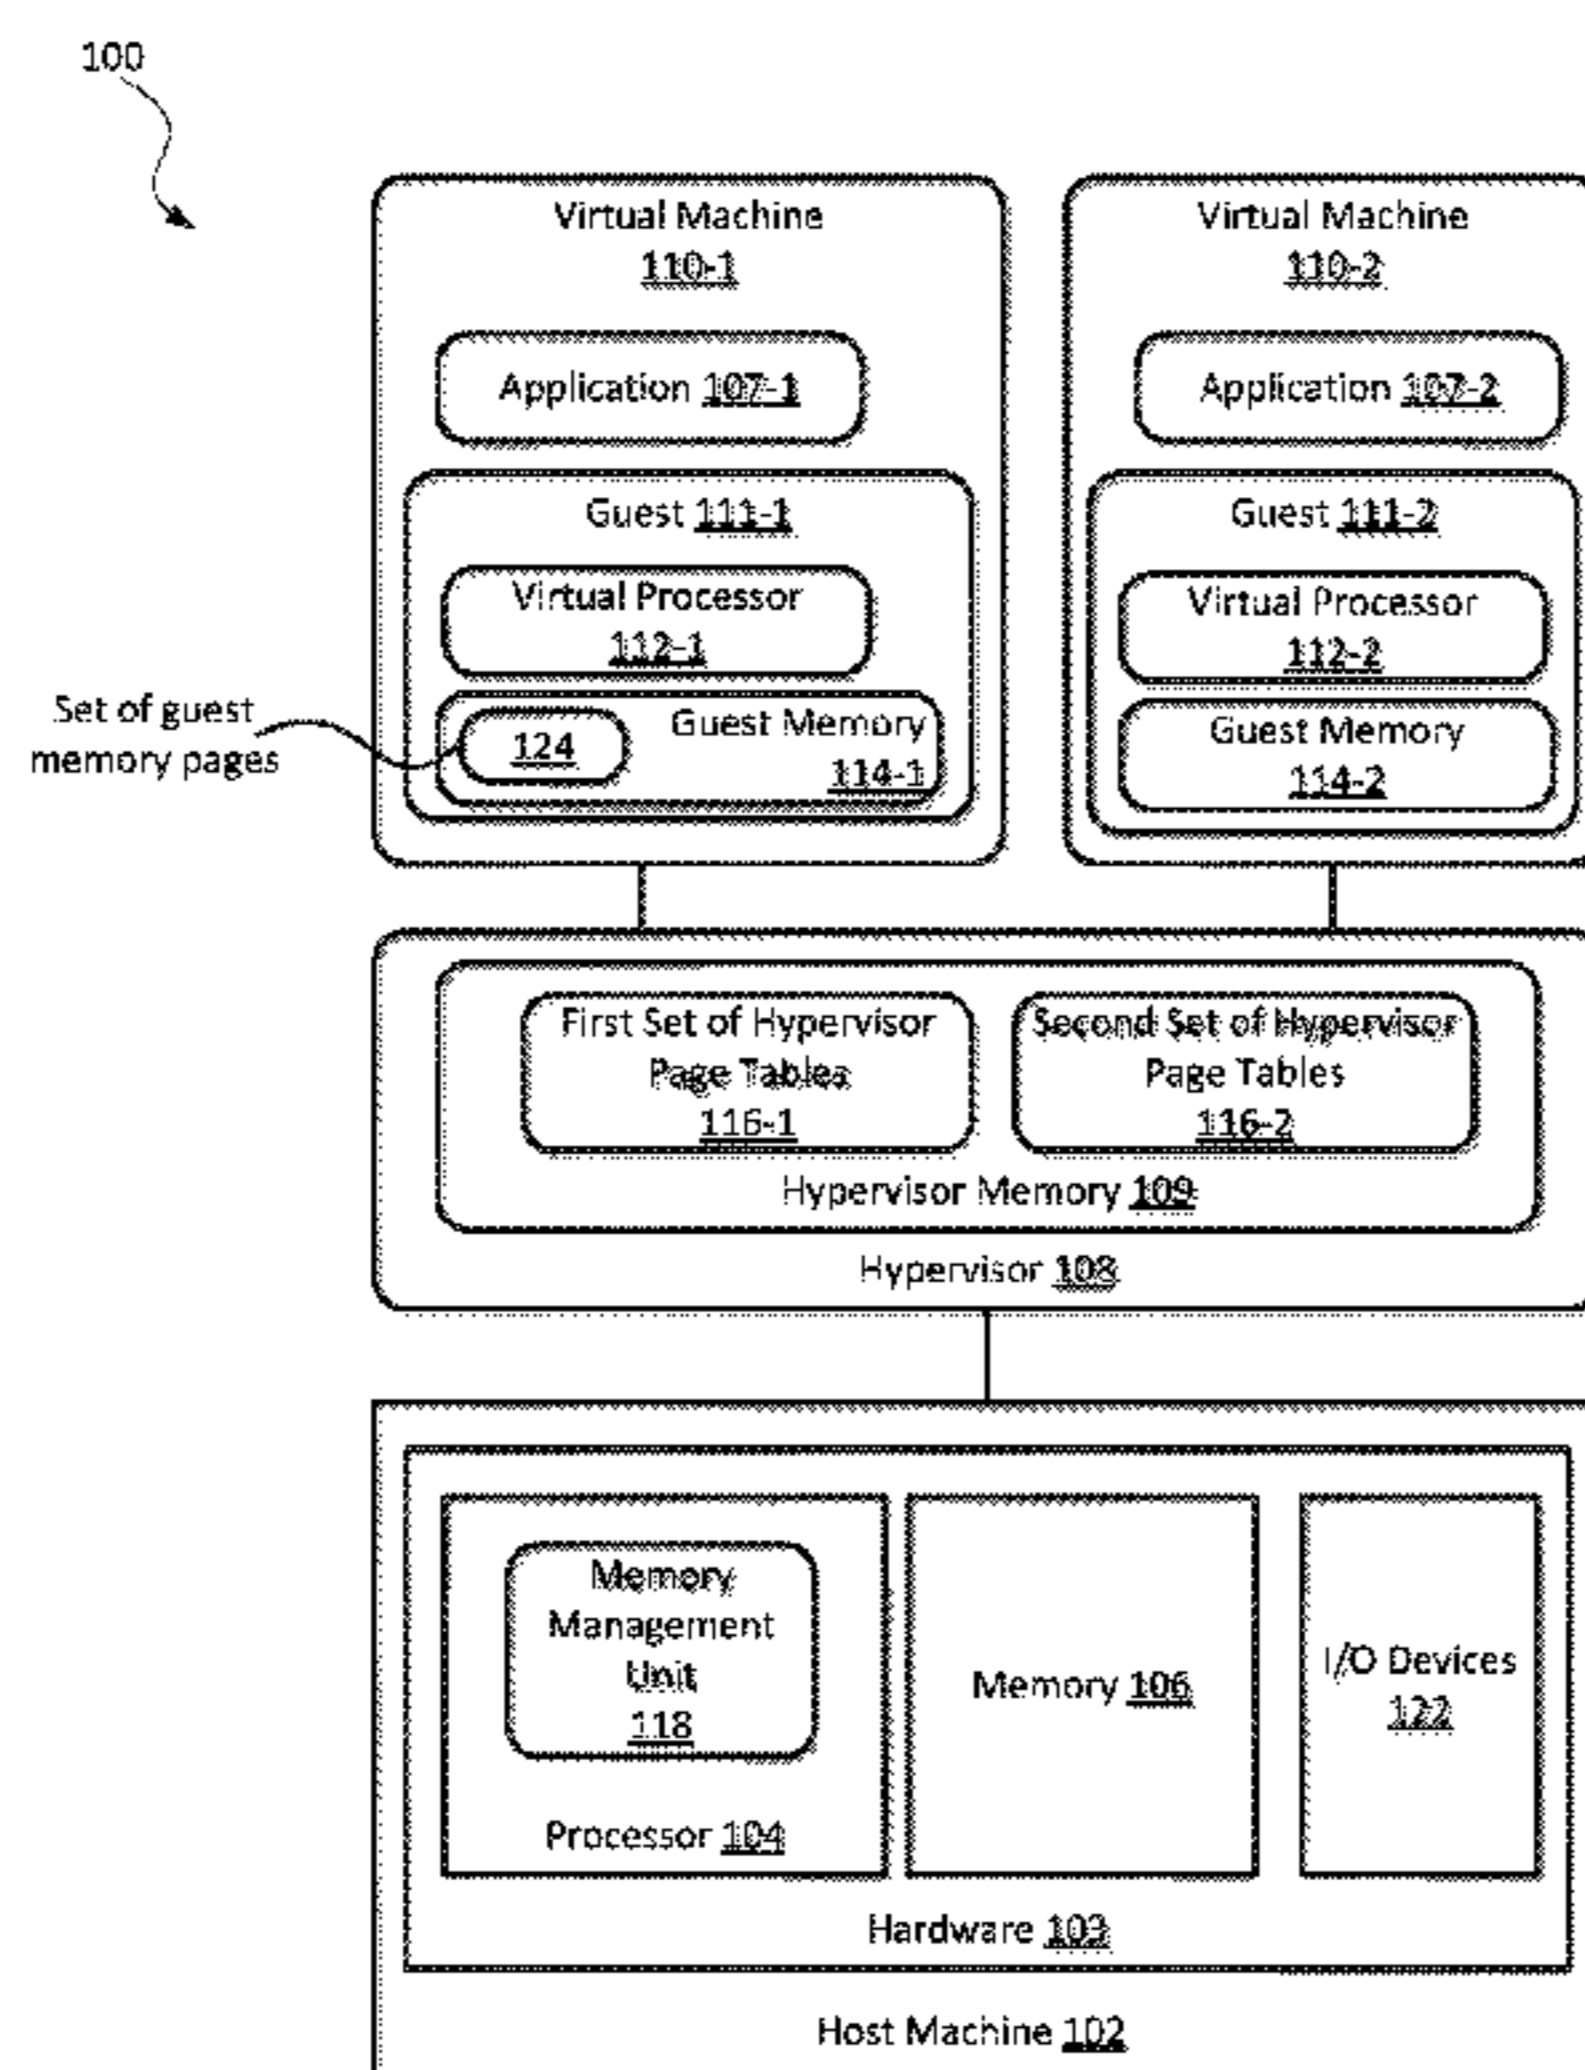 100
Virtual Machine
110-1
Application 107-1
Guest 111-1
Virtual Processor
112-1
Set of guest
memory pages
124
Guest Memory
114-1
Virtual Machine
110-2
Application 107-2
Guest 111-2
Virtual Processor
112-2
Guest Memory
114-2
First Set of Hypervisor
Page Tables
116-1
Second Set of Hypervisor
Page Tables
116-2
Hypervisor Memory 109
Hypervisor 108
Memory
Management
Unit
118
Processor 104
Memory 106
I/O Devices
122
Hardware 103
Host Machine 102